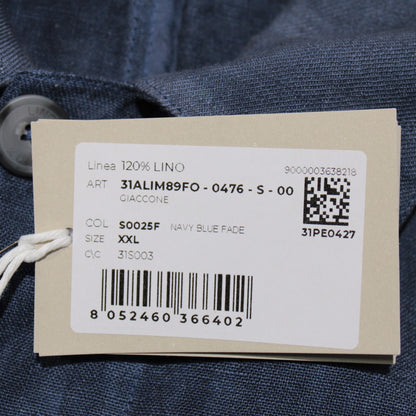 Linea 120% LINO
9000003638218
ART 31ALIM89FO - 0476 - S - 00
GIACCONE
31PE0427
COL S0025F NAVY BLUE FADE
SIZE XXL
C\C 31S003
8 052460 366402